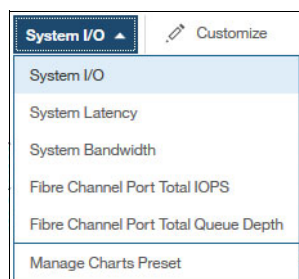 System I/O Customize
System I/O
System Latency
System Bandwidth
Fibre Channel Port Total IOPS
Fibre Channel Port Total Queue Depth
Manage Charts Preset